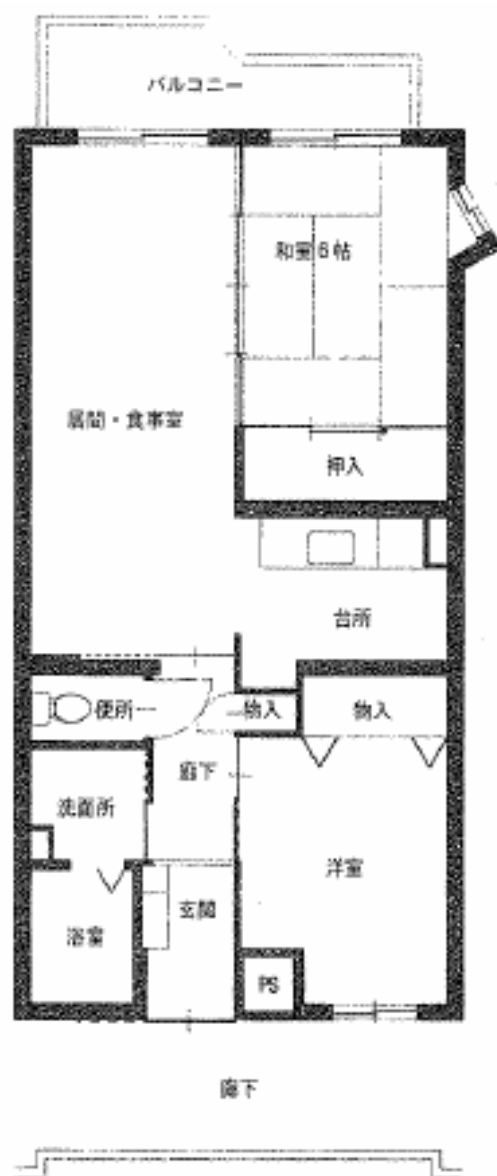 バルコニー
和室6帖
居間・食事室
押入
台所
便所
物入
物入
廊下
洗面所
洋室
玄関
浴室
PS
廊下